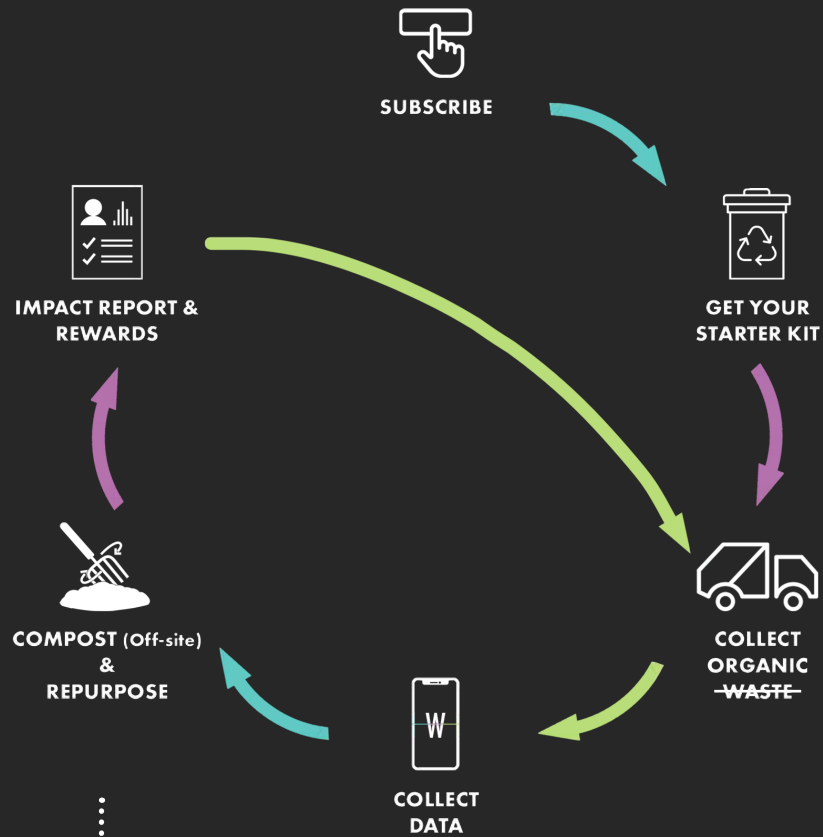 SUBSCRIBE
GET YOUR
STARTER KIT
COLLECT
ORGANIC
WASTE
W
COLLECT
DATA
COMPOST (Off-site)
&
REPURPOSE
IMPACT REPORT &
REWARDS